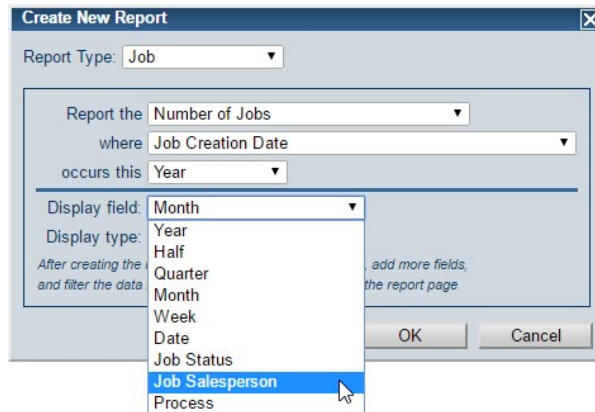 Create New Report
Report Type: Job
Report the Number of Jobs
where Job Creation Date
occurs this Year
Display field: Month
Display type:
Year
Half
Quarter
Month
Week
Date
Job Status
Job Salesperson
Process
After creating the , add more fields,
and filter the data the report page
OK Cancel